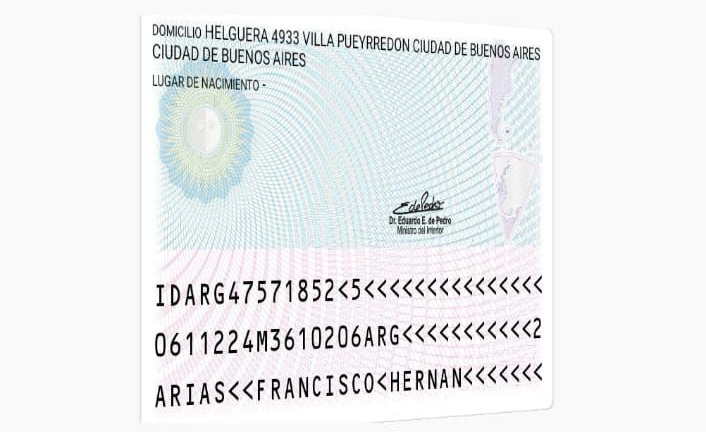 DOMICILIO HELGUERA 4933 VILLA PUEYRREDON CIUDAD DE BUENOS AIRES
CIUDAD DE BUENOS AIRES
LUGAR DE NACIMIENTO -
Dr. Eduardo E. de Pedro
Ministro del Interior
IDARG47571852<5<<<<<<<<<<<<<<<
0611224M3610206ARG<<<<<<<<<<<2
ARIAS<<FRANCISCO<HERNAN<<<<<<<